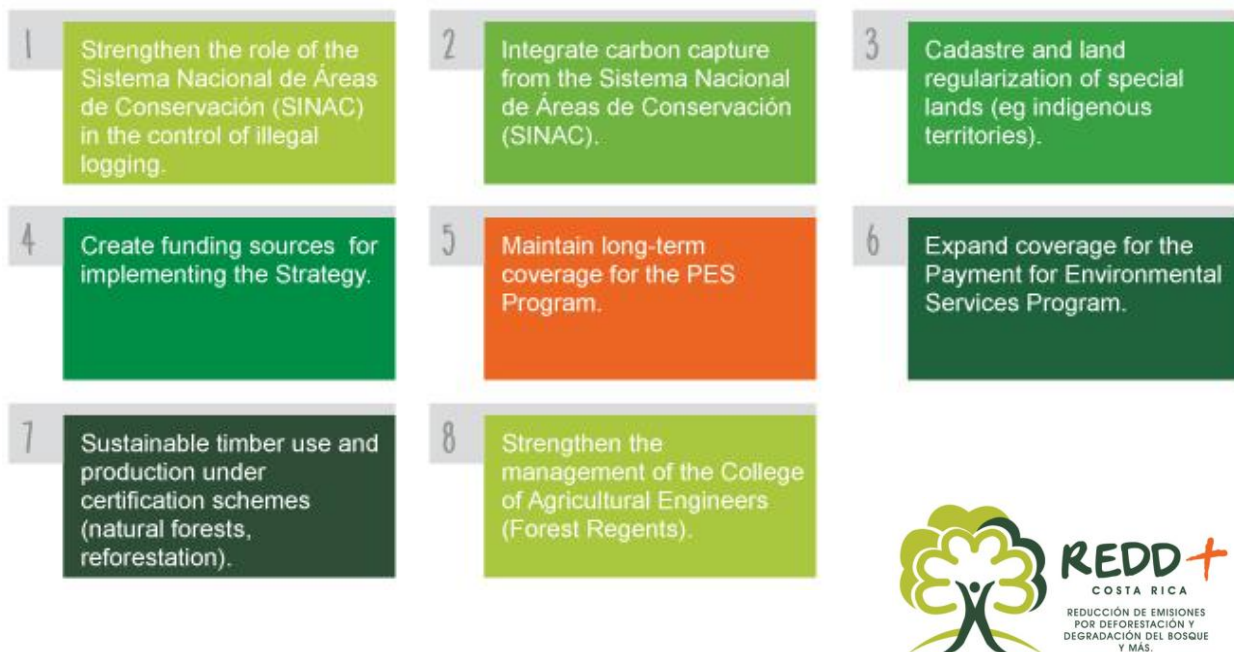 1
Strengthen the role of the
Sistema Nacional de Áreas
de Conservación (SINAC)
in the control of illegal
logging.
2
Integrate carbon capture
from the Sistema Nacional
de Áreas de Conservación
(SINAC).
3
Cadastre and land
regularization of special
lands (eg indigenous
territories).
4
Create funding sources for
implementing the Strategy.
5
Maintain long-term
coverage for the PES
Program.
6
Expand coverage for the
Payment for Environmental
Services Program.
7
Sustainable timber use and
production under
certification schemes
(natural forests,
reforestation).
8
Strengthen the
management of the College
of Agricultural Engineers
(Forest Regents).
REDD+
COSTA RICA
REDUCCIÓN DE EMISIONES
POR DEFORESTACIÓN Y
DEGRADACIÓN DEL BOSQUE
Y MÁS.